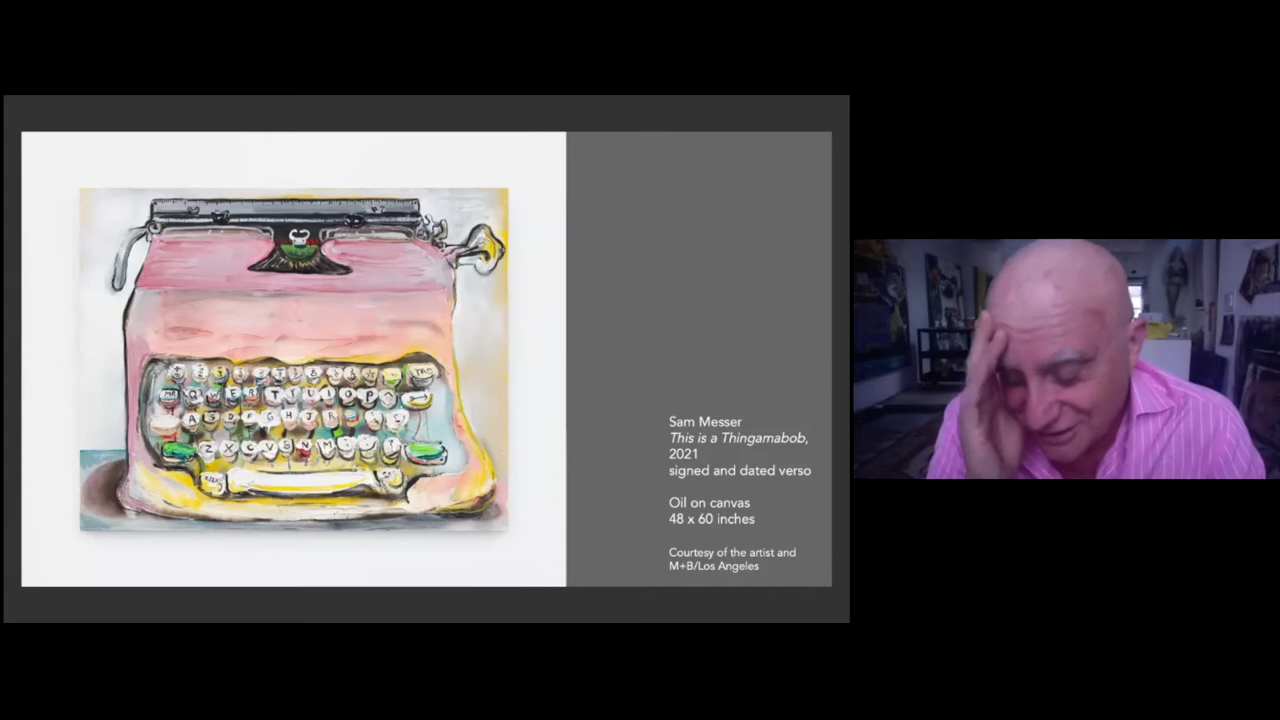 TAB
Q W E R T T U I O P
A S D F G H J R
Z X C V B N M
Sam Messer
This is a Thingamabob,
2021
signed and dated verso
Oil on canvas
48 x 60 inches
Courtesy of the artist and
M+B/Los Angeles